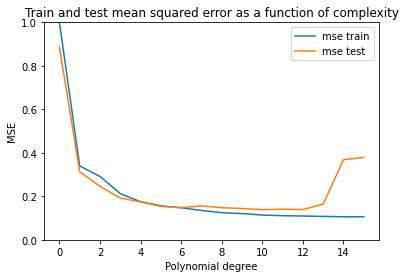 Train and test mean squared error as a function of complexity
mse train
mse test
MSE
1.0
0.8
0.6
0.4
0.2
0.0
0 2 4 6 8 10 12 14
Polynomial degree